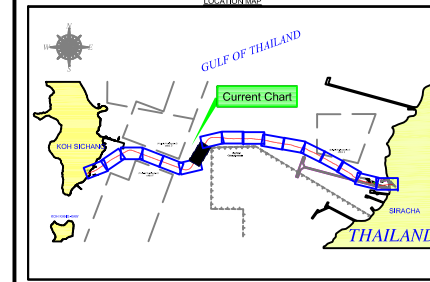 LOCATION MAP
N
W
E
S
GULF OF THAILAND
Current Chart
KOH SICHANG
SIRACHA
THAILAND